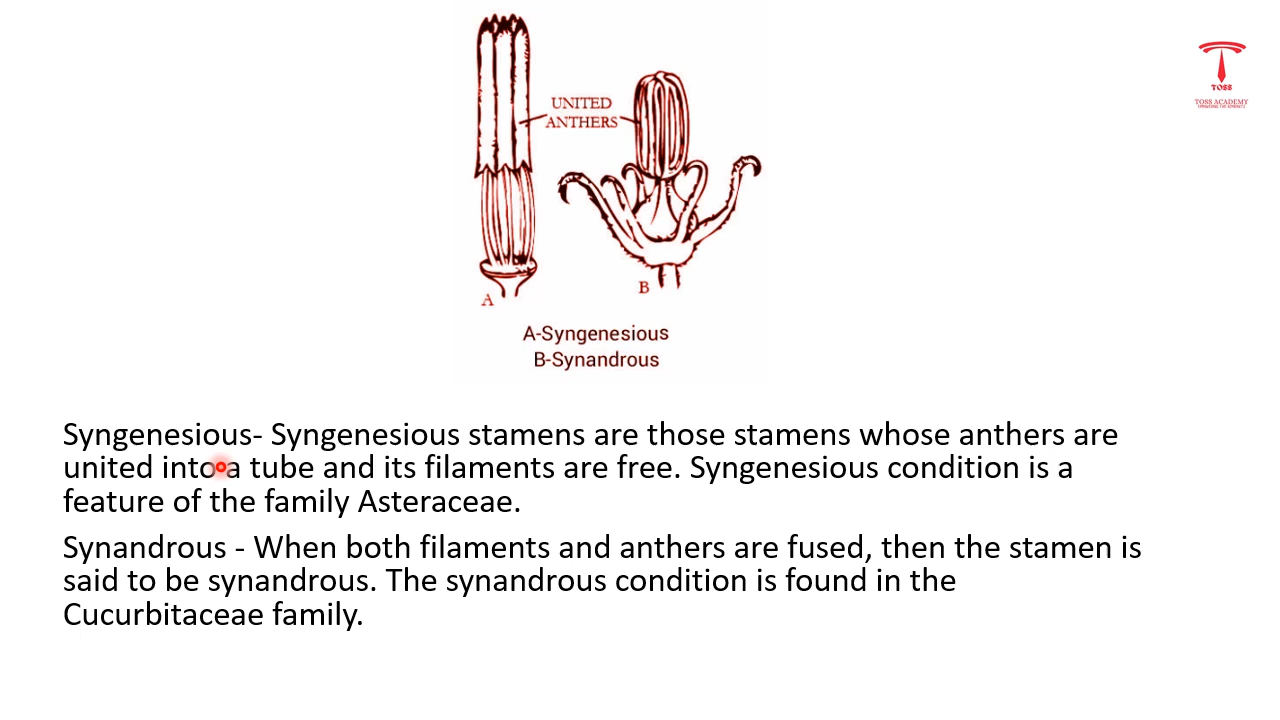 UNITED
ANTHERS
A
B
A-Syngenesious
B-Synandrous
TOSS
TOSS ACADEMY
Syngenesious- Syngenesious stamens are those stamens whose anthers are
united into a tube and its filaments are free. Syngenesious condition is a
feature of the family Asteraceae.
Synandrous - When both filaments and anthers are fused, then the stamen is
said to be synandrous. The synandrous condition is found in the
Cucurbitaceae family.